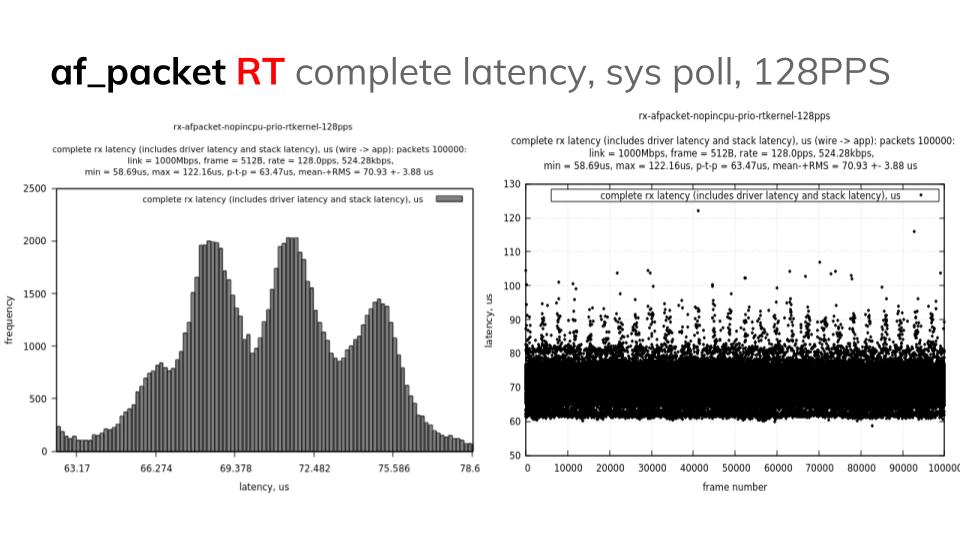 af_packet RT complete latency, sys poll, 128PPS
rx-afpacket-nopincpu-prio-rtkernel-128pps
complete rx latency (includes driver latency and stack latency), us (wire -> app): packets 100000:
link = 1000Mbps, frame = 512B, rate = 128.0pps, 524.28kbps,
min = 58.69us, max = 122.16us, p-t-p = 63.47us, mean-+RMS = 70.93 +- 3.88 us
complete rx latency (includes driver latency and stack latency), us
2500
2000
1500
1000
500
0
frequency
63.17 66.274 69.378 72.482 75.586 78.6
latency, us
rx-afpacket-nopincpu-prio-rtkernel-128pps
complete rx latency (includes driver latency and stack latency), us (wire -> app): packets 100000:
link = 1000Mbps, frame = 512B, rate = 128.0pps, 524.28kbps,
min = 58.69us, max = 122.16us, p-t-p = 63.47us, mean-+RMS = 70.93 +- 3.88 us
complete rx latency (includes driver latency and stack latency), us
130
120
110
100
90
80
70
60
50
latency, us
0 10000 20000 30000 40000 50000 60000 70000 80000 90000 100000
frame number